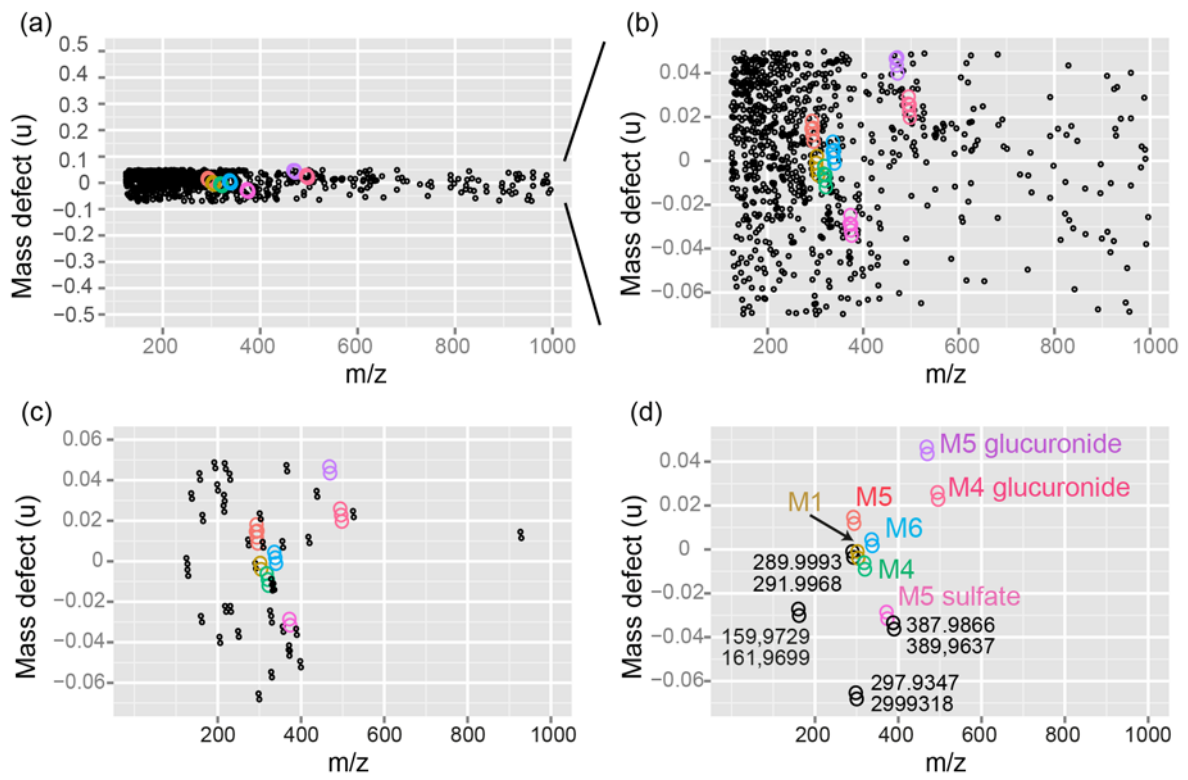 (a)
0.5
0.4
0.3
0.2
0.1
0
−0.1
−0.2
−0.3
−0.4
−0.5
Mass defect (u)
200 400 600 800 1000
m/z
(b)
0.04
0.02
0
−0.02
−0.04
−0.06
Mass defect (u)
200 400 600 800 1000
m/z
(c)
0.06
0.04
0.02
0
−0.02
−0.04
−0.06
Mass defect (u)
200 400 600 800 1000
m/z
(d)
0.04
0.02
0
−0.02
−0.04
−0.06
Mass defect (u)
M5 glucuronide
M4 glucuronide
M1 M5
M6
289.9993
291.9968
M4
M5 sulfate
159,9729
161,9699
387.9866
389,9637
297.9347
2999318
200 400 600 800 1000
m/z